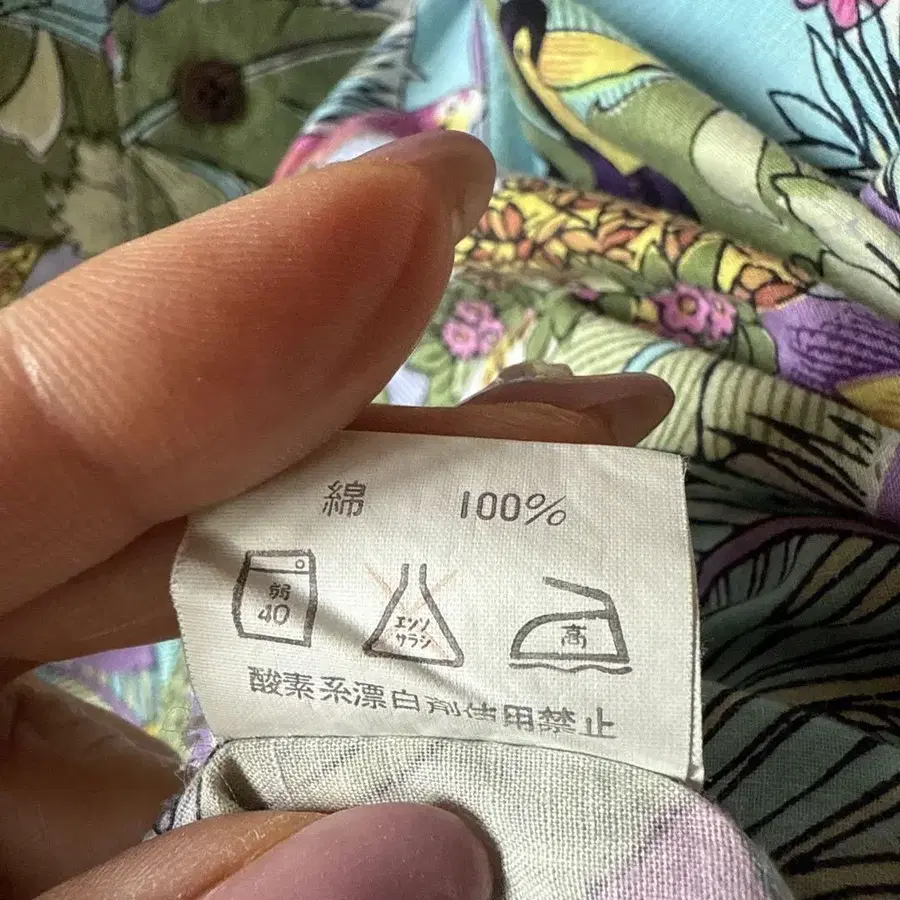 綿 100%
弱 40
エンソ サラシ
高
酸素系漂白剤使用禁止